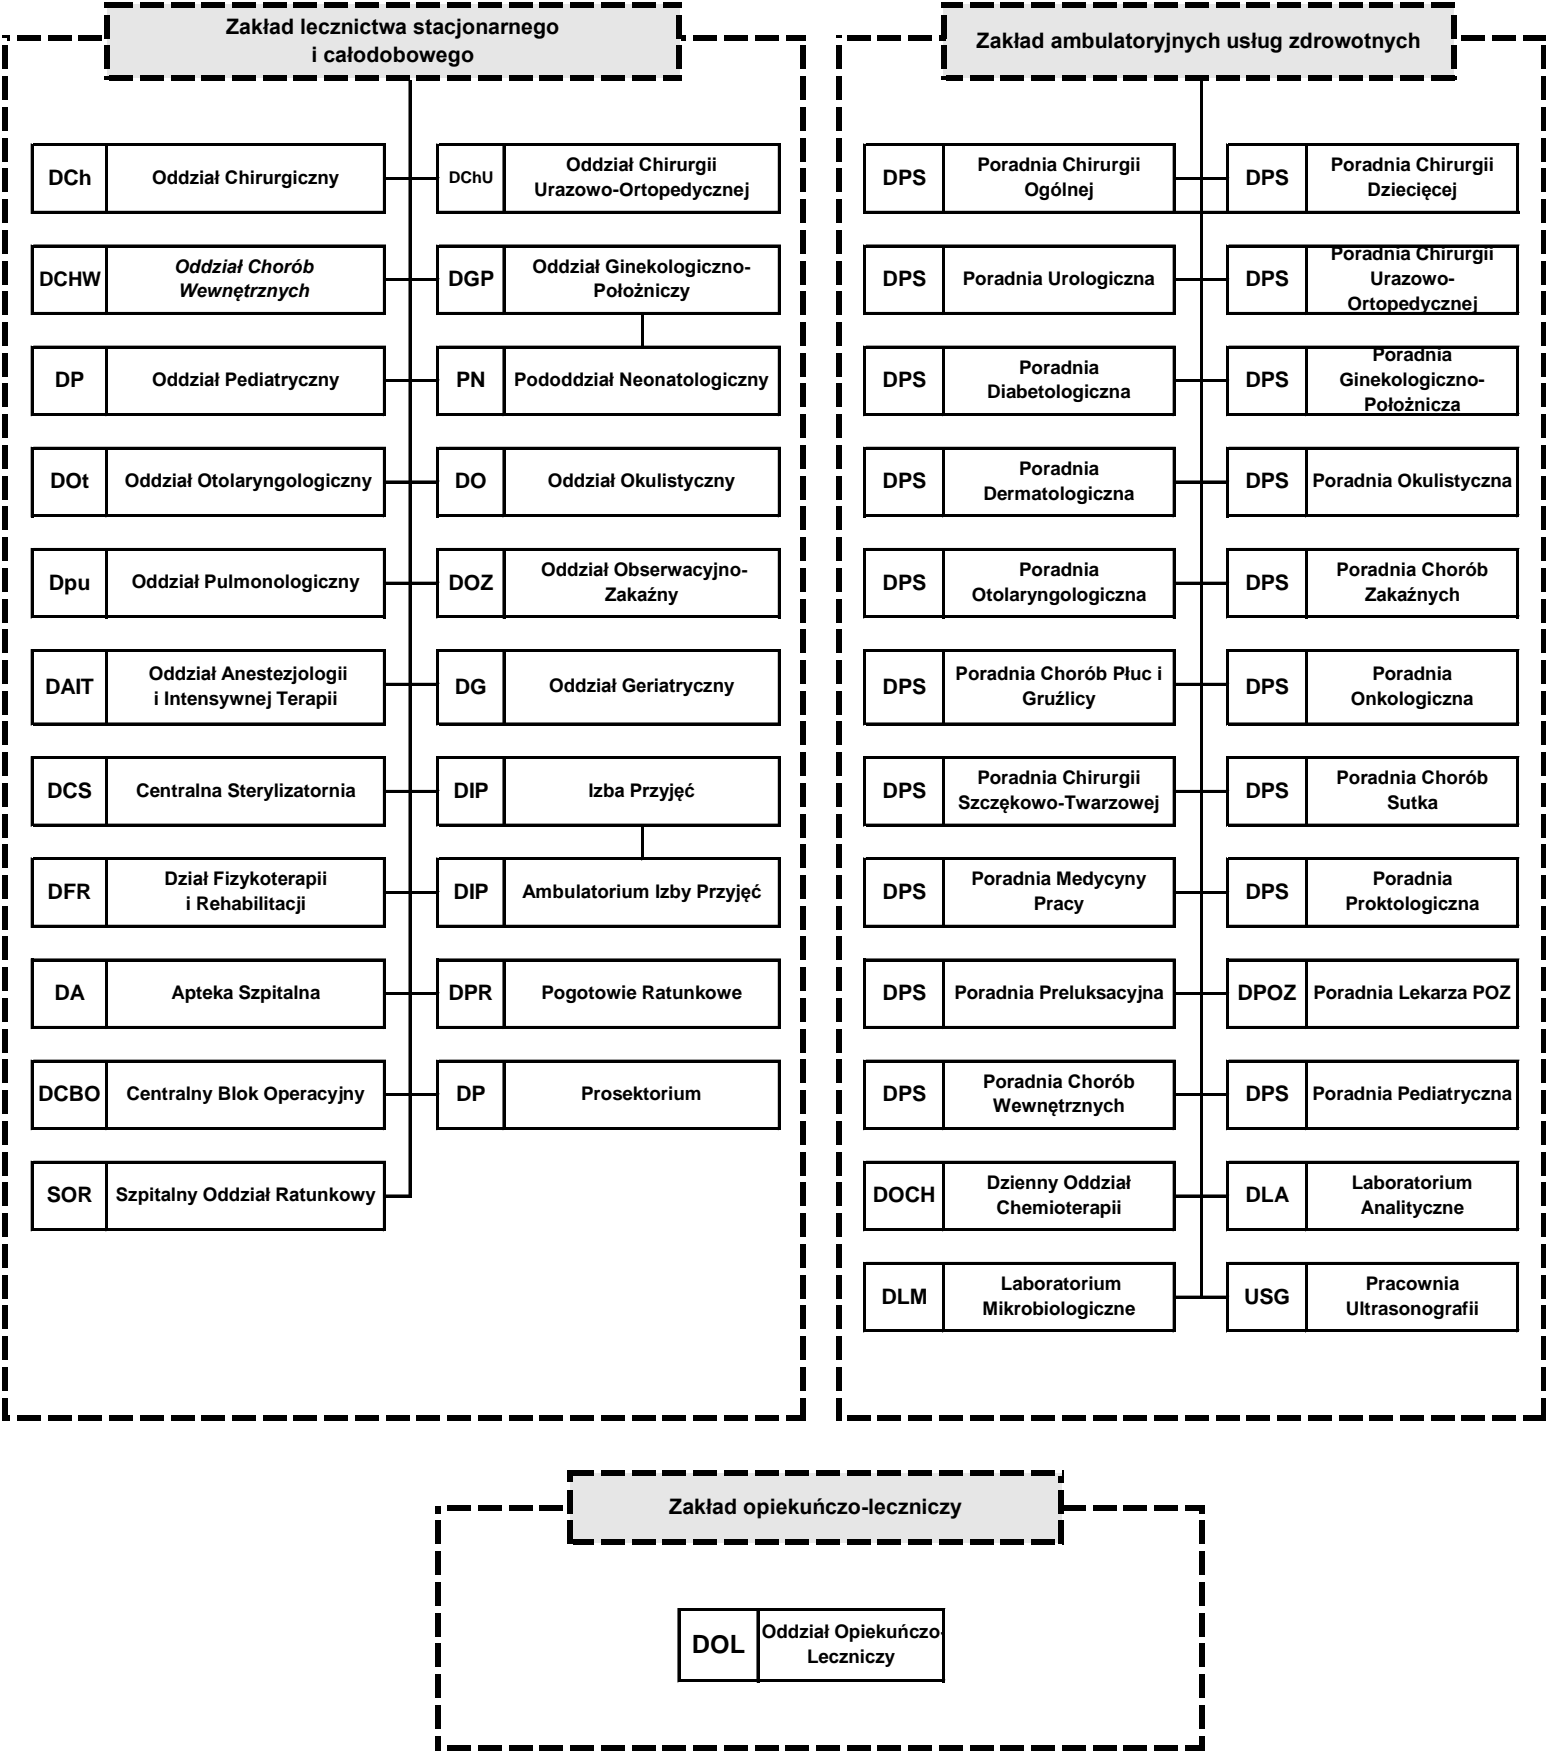 Zakład lecznictwa stacjonarnego
i całodobowego
DCh
Oddział Chirurgiczny
DChU
Oddział Chirurgii
Urazowo-Ortopedycznej
DCHW
Oddział Chorób
Wewnętrznych
DGP
Oddział Ginekologiczno-
Położniczy
DP
Oddział Pediatryczny
PN
Pododdział Neonatologiczny
DOt
Oddział Otolaryngologiczny
DO
Oddział Okulistyczny
Dpu
Oddział Pulmonologiczny
DOZ
Oddział Obserwacyjno-
Zakaźny
DAIT
Oddział Anestezjologii
i Intensywnej Terapii
DG
Oddział Geriatryczny
DCS
Centralna Sterylizatornia
DIP
Izba Przyjęć
DFR
Dział Fizykoterapii
i Rehabilitacji
DIP
Ambulatorium Izby Przyjęć
DA
Apteka Szpitalna
DPR
Pogotowie Ratunkowe
DCBO
Centralny Blok Operacyjny
DP
Prosektorium
SOR
Szpitalny Oddział Ratunkowy
Zakład ambulatoryjnych usług zdrowotnych
DPS
Poradnia Chirurgii
Ogólnej
DPS
Poradnia Chirurgii
Dziecięcej
DPS
Poradnia Urologiczna
DPS
Poradnia Chirurgii
Urazowo-
Ortopedycznej
DPS
Poradnia
Diabetologiczna
DPS
Poradnia
Ginekologiczno-
Położnicza
DPS
Poradnia
Dermatologiczna
DPS
Poradnia Okulistyczna
DPS
Poradnia
Otolaryngologiczna
DPS
Poradnia Chorób
Zakaźnych
DPS
Poradnia Chorób Płuc i
Gruźlicy
DPS
Poradnia
Onkologiczna
DPS
Poradnia Chirurgii
Szczękowo-Twarzowej
DPS
Poradnia Chorób
Sutka
DPS
Poradnia Medycyny
Pracy
DPS
Poradnia
Proktologiczna
DPS
Poradnia Preluksacyjna
DPOZ
Poradnia Lekarza POZ
DPS
Poradnia Chorób
Wewnętrznych
DPS
Poradnia Pediatryczna
DOCH
Dzienny Oddział
Chemioterapii
DLA
Laboratorium
Analityczne
DLM
Laboratorium
Mikrobiologiczne
USG
Pracownia
Ultrasonografii
Zakład opiekuńczo-leczniczy
DOL
Oddział Opiekuńczo-
Leczniczy